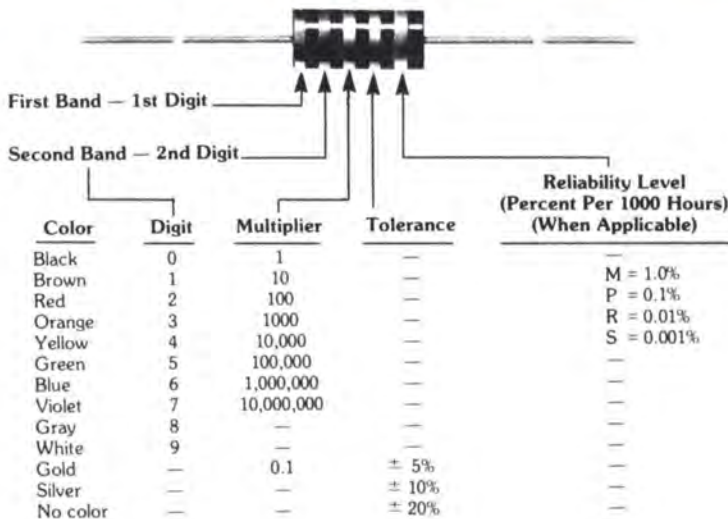 First Band — 1st Digit
Second Band — 2nd Digit
Reliability Level
(Percent Per 1000 Hours)
(When Applicable)
Color Digit Multiplier Tolerance
Black 0 1 — —
Brown 1 10 — M = 1.0%
Red 2 100 — P = 0.1%
Orange 3 1000 — R = 0.01%
Yellow 4 10,000 — S = 0.001%
Green 5 100,000 — —
Blue 6 1,000,000 — —
Violet 7 10,000,000 — —
Gray 8 — — —
White 9 — — —
Gold — 0.1 ± 5% —
Silver — — ± 10% —
No color — — ± 20% —